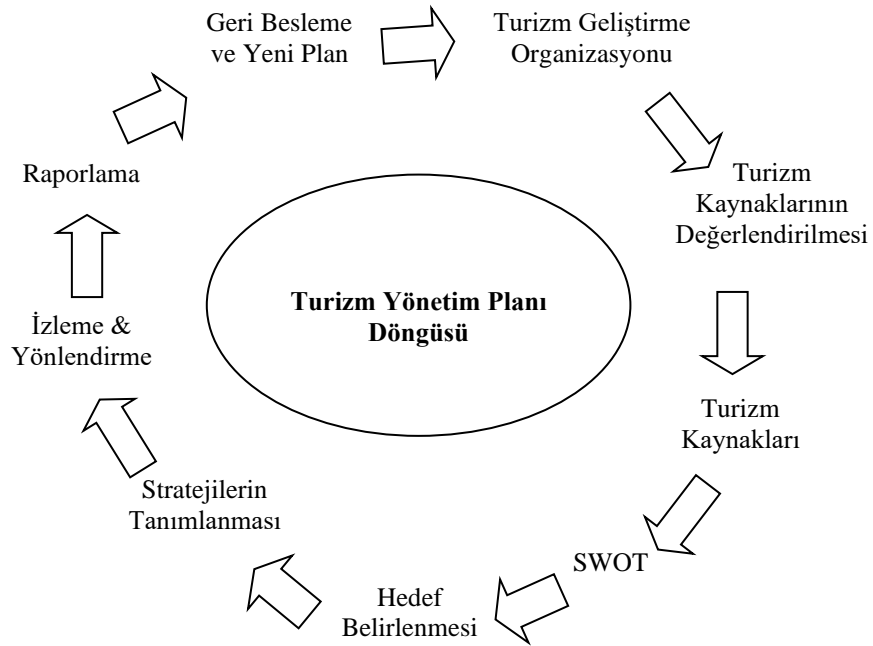 Geri Besleme
ve Yeni Plan
Turizm Geliştirme
Organizasyonu
Turizm
Kaynaklarının
Değerlendirilmesi
Turizm
Kaynakları
SWOT
Hedef
Belirlenmesi
Stratejilerin
Tanımlanması
İzleme &
Yönlendirme
Raporlama
Turizm Yönetim Planı
Döngüsü